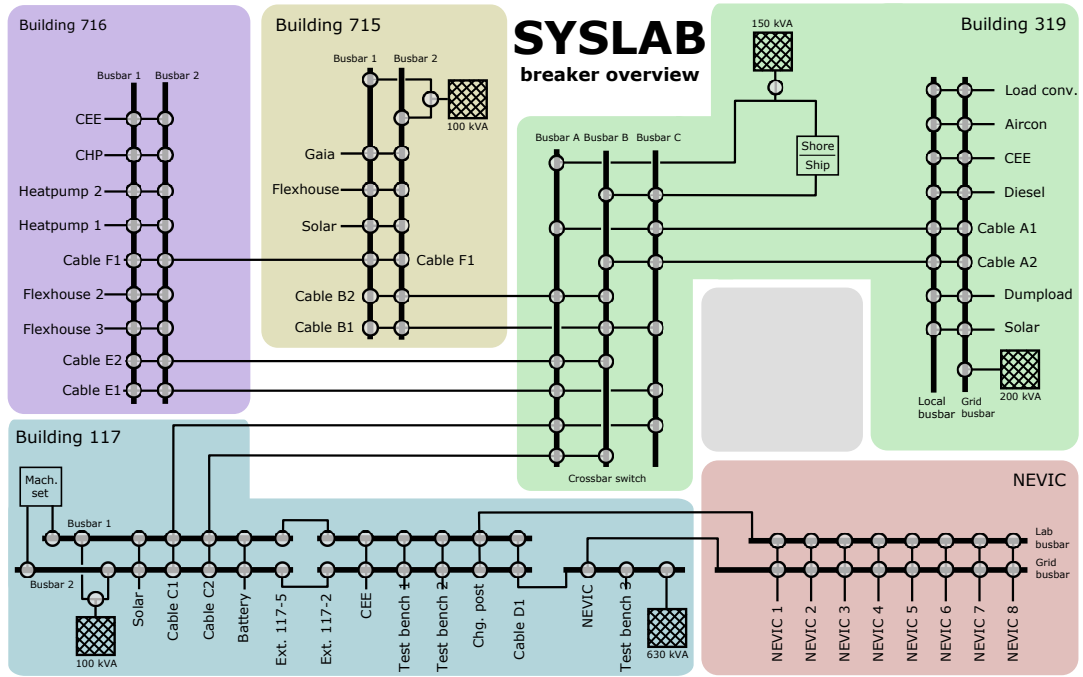 SYSLAB
breaker overview
Building 716
Busbar 1
Busbar 2
CEE
CHP
Heatpump 2
Heatpump 1
Cable F1
Flexhouse 2
Flexhouse 3
Cable E2
Cable E1
Building 715
Busbar 1
Busbar 2
100 kVA
Gaia
Flexhouse
Solar
Cable F1
Cable B2
Cable B1
Building 319
150 kVA
Shore
Ship
Busbar A
Busbar B
Busbar C
Crossbar switch
Load conv.
Aircon
CEE
Diesel
Cable A1
Cable A2
Dumpload
Solar
200 kVA
Local
busbar
Grid
busbar
Building 117
Mach.
set
Busbar 1
Busbar 2
100 kVA
Solar
Cable C1
Cable C2
Battery
Ext. 117-5
Ext. 117-2
CEE
Test bench 1
Test bench 2
Chg. post
Cable D1
NEVIC
Test bench 3
630 kVA
NEVIC
Lab
busbar
Grid
busbar
NEVIC 1
NEVIC 2
NEVIC 3
NEVIC 4
NEVIC 5
NEVIC 6
NEVIC 7
NEVIC 8